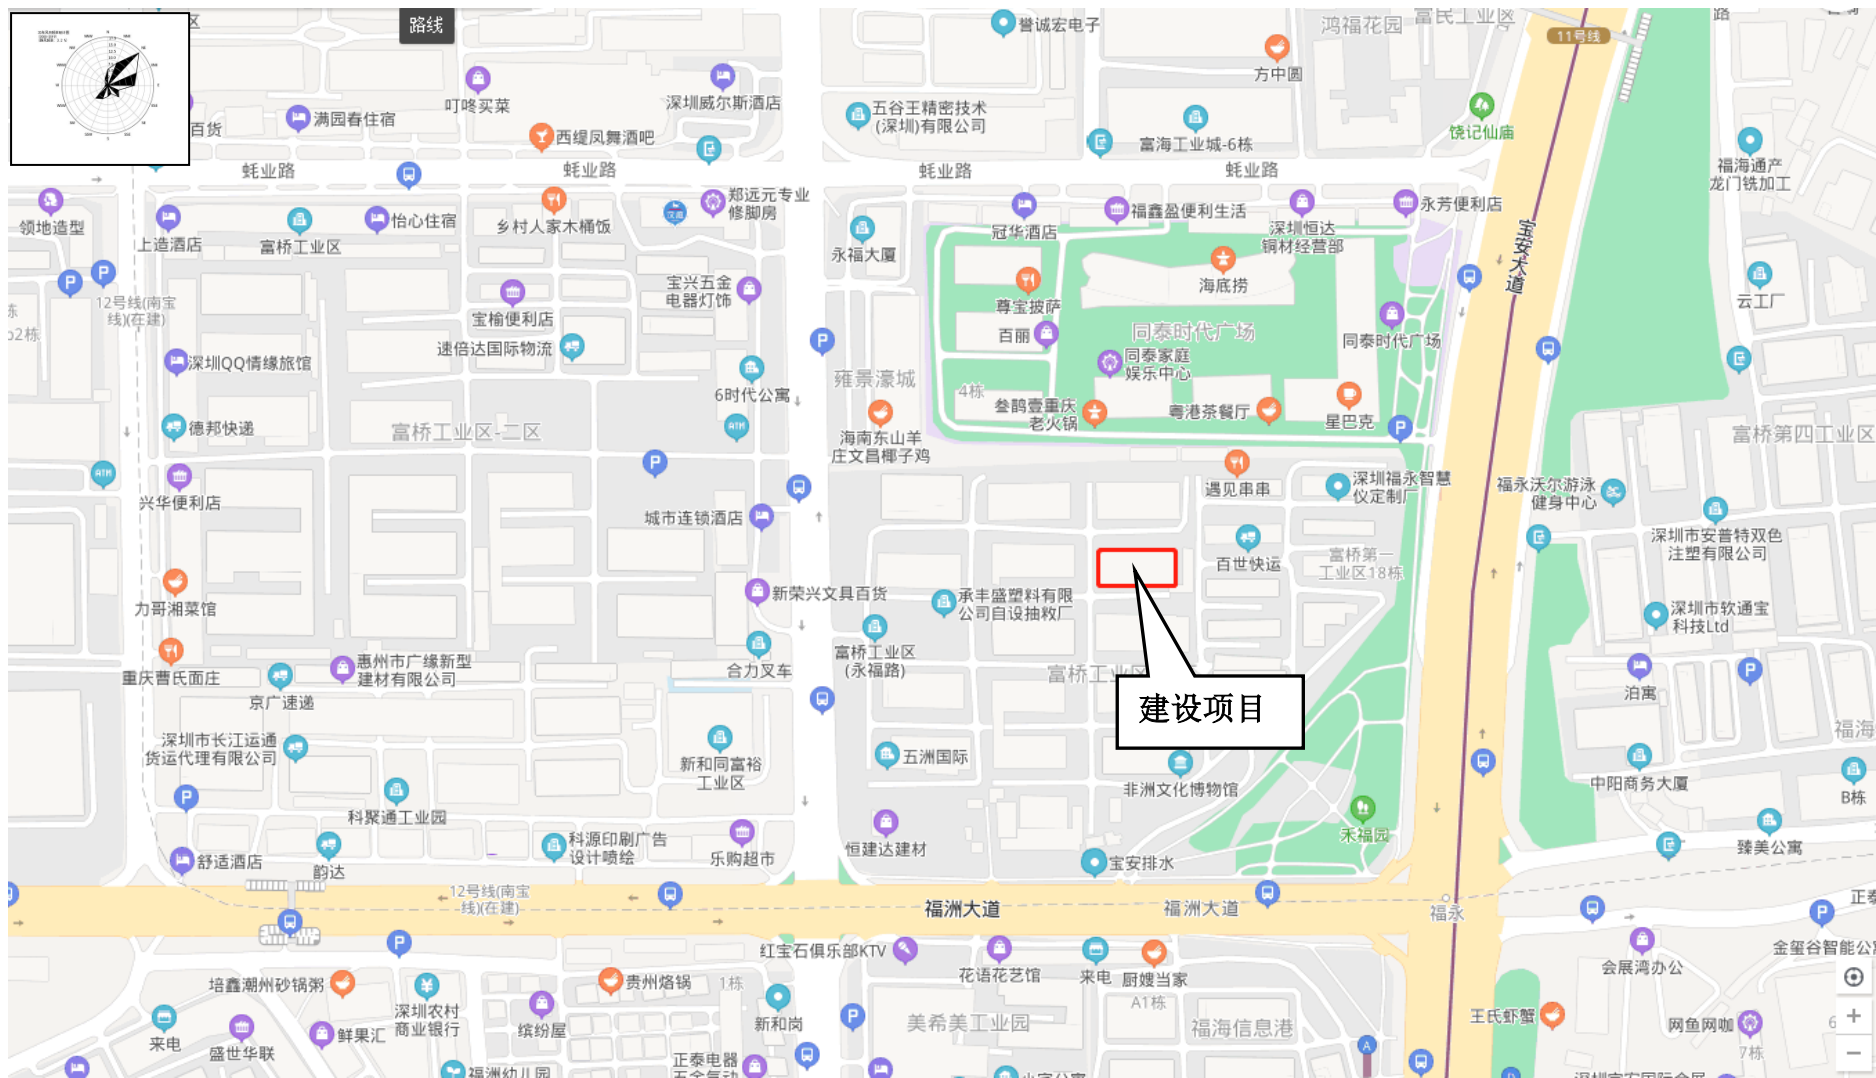 路线
11号线
誉诚宏电子
鸿福花园
富民工业区
路
区
方中圆
叮咚买菜
深圳威尔斯酒店
满园春住宿
百货
西缇凤舞酒吧
五谷王精密技术
(深圳)有限公司
富海工业城-6栋
饶记仙庙
福海通产
龙门铣加工
蚝业路
蚝业路
蚝业路
蚝业路
领地造型
上造酒店
富桥工业区
怡心住宿
乡村人家木桶饭
郑远元专业
修脚房
永福大厦
冠华酒店
福鑫盈便利生活
深圳恒达
铜材经营部
永芳便利店
宝安大道
12号线(南宝
线)(在建)
栋
b2栋
宝兴五金
电器灯饰
宝榆便利店
速倍达国际物流
尊宝披萨
百丽
海底捞
同泰时代广场
同泰时代广场
同泰家庭
娱乐中心
云工厂
深圳QQ情缘旅馆
6时代公寓
ATM
雍景濠城
4栋
叁鹊壹重庆
老火锅
粤港茶餐厅
星巴克
德邦快递
富桥工业区-二区
海南东山羊
庄文昌椰子鸡
富桥第四工业区
ATM
兴华便利店
城市连锁酒店
遇见串串
深圳福永智慧
仪定制厂
福永沃尔游泳
健身中心
深圳市安普特双色
注塑有限公司
百世快运
富桥第一
工业区18栋
力哥湘菜馆
新荣兴文具百货
承丰盛塑料有限
公司自设抽粒厂
深圳市软通宝
科技Ltd
重庆曹氏面庄
惠州市广缘新型
建材有限公司
京广速递
合力叉车
富桥工业区
(永福路)
富桥工业区
建设项目
泊寓
深圳市长江运通
货运代理有限公司
新和同富裕
工业区
五洲国际
非洲文化博物馆
中阳商务大厦
福海
B栋
科聚通工业园
科源印刷广告
设计喷绘
乐购超市
恒建达建材
宝安排水
禾福园
臻美公寓
舒适酒店
韵达
12号线(南宝
线)(在建)
福洲大道
福洲大道
福永
正泰
红宝石俱乐部KTV
花语花艺馆
来电
厨嫂当家
A1栋
会展湾办公
金玺谷智能公寓
培鑫潮州砂锅粥
深圳农村
商业银行
贵州烙锅
1栋
新和岗
美希美工业园
福海信息港
王氏虾蟹
网鱼网咖
7栋
来电
盛世华联
鲜果汇
缤纷屋
正泰电器
福洲幼儿园